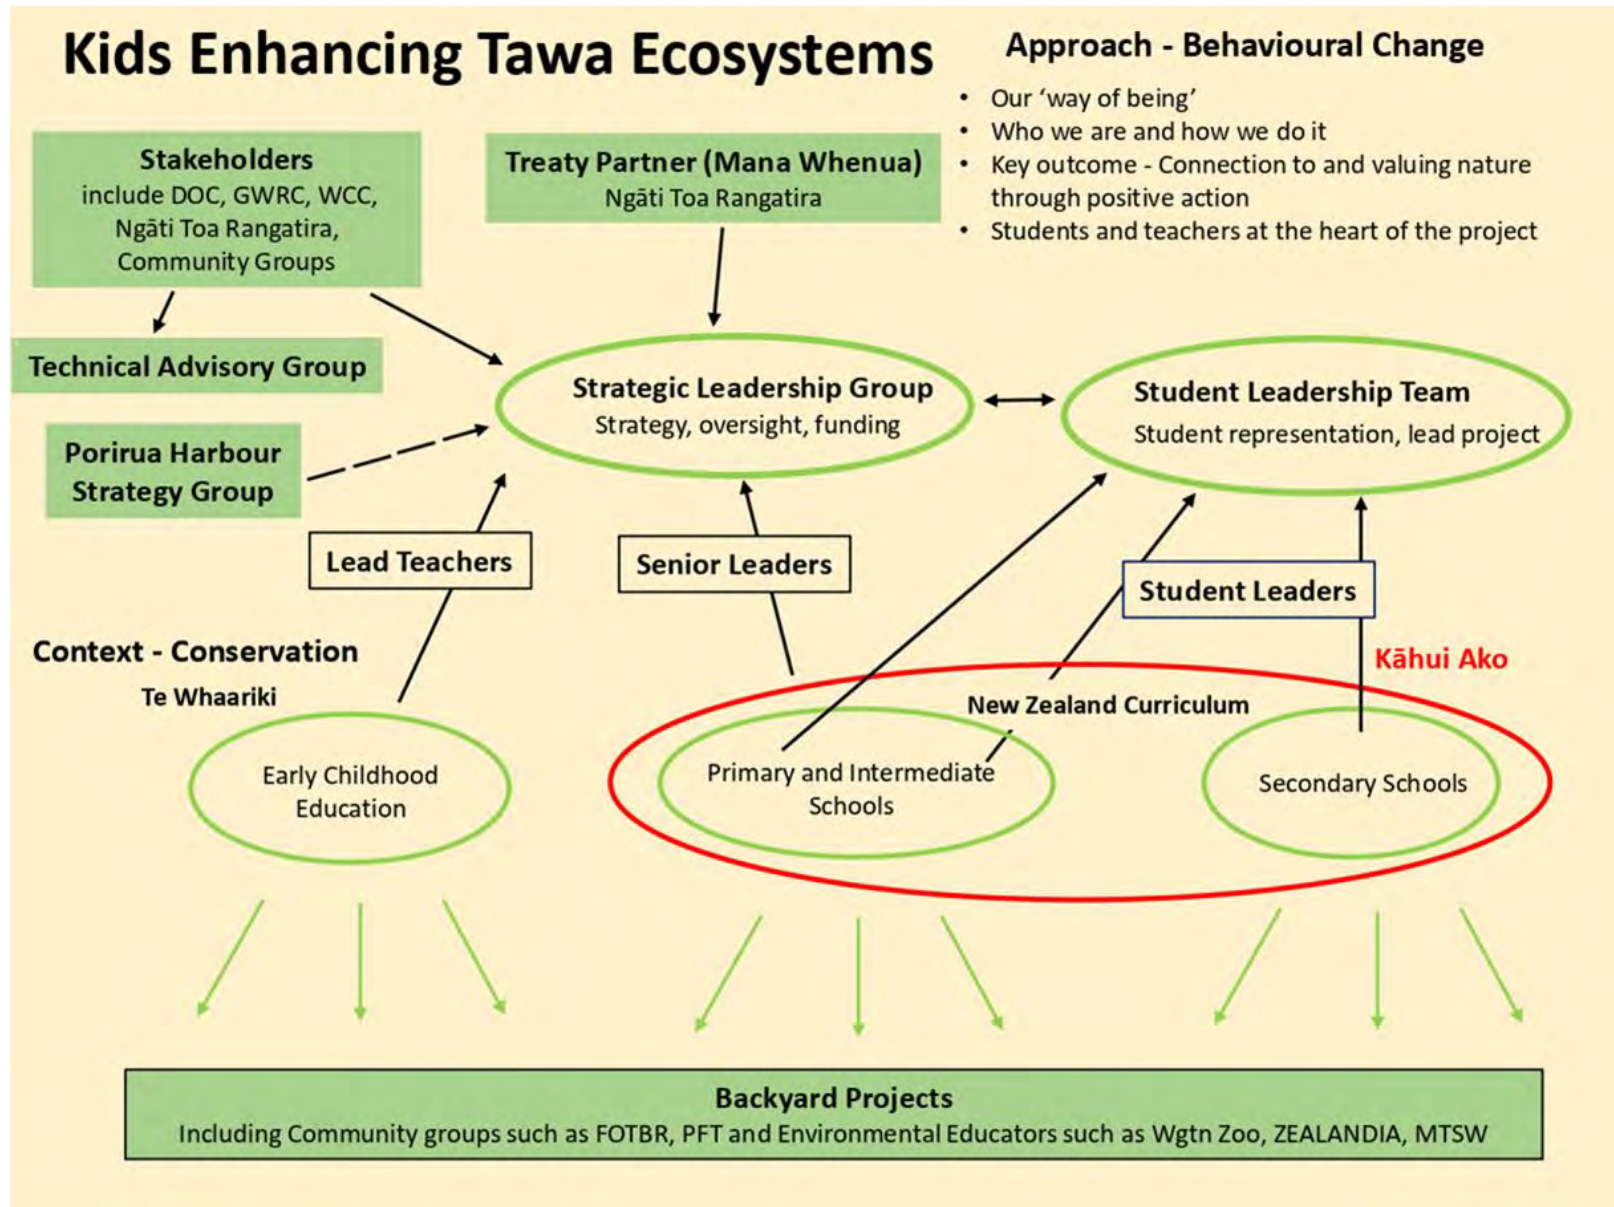 Kids Enhancing Tawa Ecosystems
Approach - Behavioural Change
• Our ‘way of being’
• Who we are and how we do it
• Key outcome - Connection to and valuing nature
through positive action
• Students and teachers at the heart of the project
Stakeholders
include DOC, GWRC, WCC,
Ngāti Toa Rangatira,
Community Groups
Treaty Partner (Mana Whenua)
Ngāti Toa Rangatira
Technical Advisory Group
Strategic Leadership Group
Strategy, oversight, funding
Student Leadership Team
Student representation, lead project
Porirua Harbour
Strategy Group
Lead Teachers
Senior Leaders
Student Leaders
Context - Conservation
Te Whaariki
Kāhui Ako
New Zealand Curriculum
Early Childhood
Education
Primary and Intermediate
Schools
Secondary Schools
Backyard Projects
Including Community groups such as FOTBR, PFT and Environmental Educators such as Wgtn Zoo, ZEALANDIA, MTSW